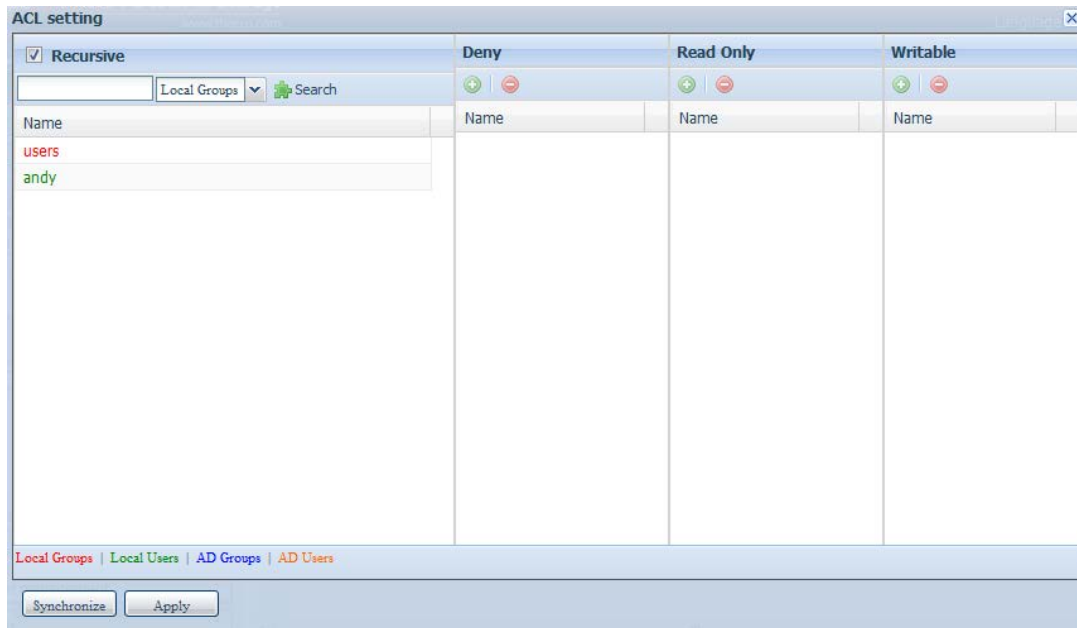 ACL setting
Recursive
Deny
Read Only
Writable
Local Groups
Search
Name
Name
Name
Name
users
andy
Local Groups | Local Users | AD Groups | AD Users
Synchronize
Apply